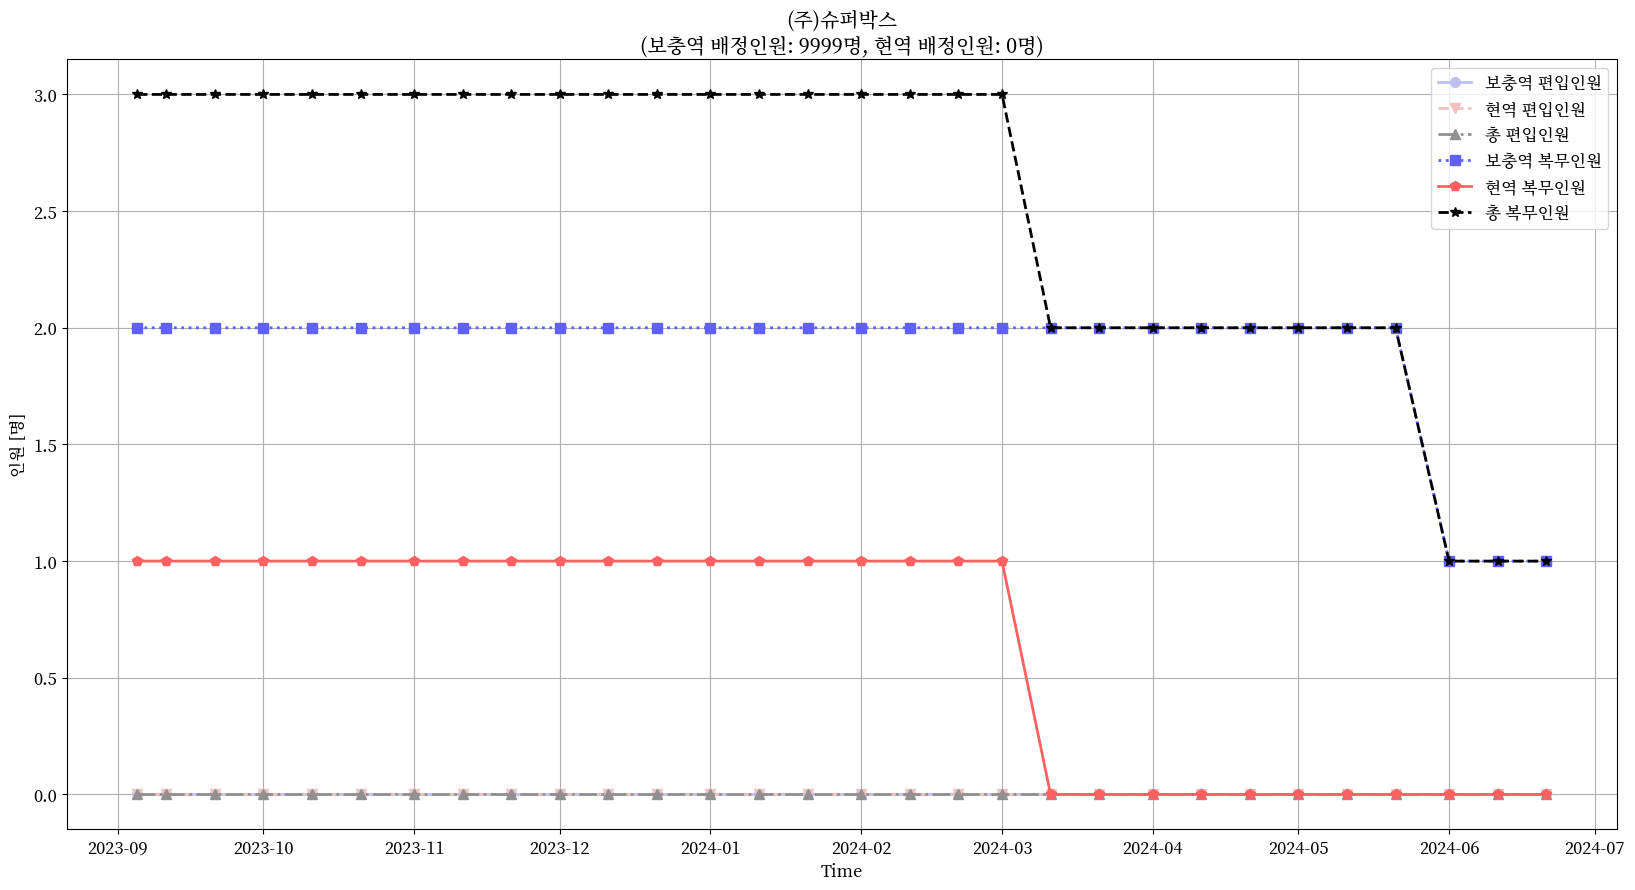 (주)슈퍼박스
(보충역 배정인원: 9999명, 현역 배정인원: 0명)
보충역 편입인원
현역 편입인원
총 편입인원
보충역 복무인원
현역 복무인원
총 복무인원
3.0
2.5
2.0
1.5
1.0
0.5
0.0
인원 [명]
2023-09 2023-10 2023-11 2023-12 2024-01 2024-02 2024-03 2024-04 2024-05 2024-06 2024-07
Time